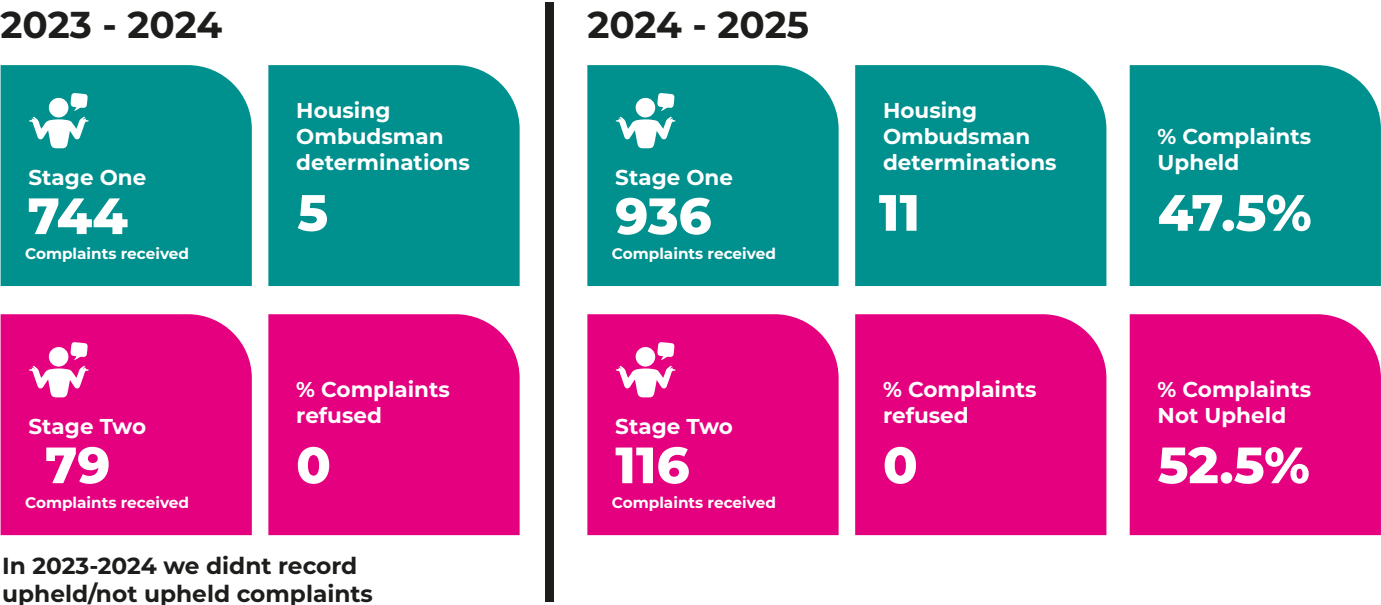 2023 - 2024
Stage One
744
Complaints received
Housing
Ombudsman
determinations
5
Stage Two
79
Complaints received
% Complaints
refused
0
In 2023-2024 we didnt record
upheld/not upheld complaints
2024 - 2025
Stage One
936
Complaints received
Housing
Ombudsman
determinations
11
% Complaints
Upheld
47.5%
Stage Two
116
Complaints received
% Complaints
refused
0
% Complaints
Not Upheld
52.5%